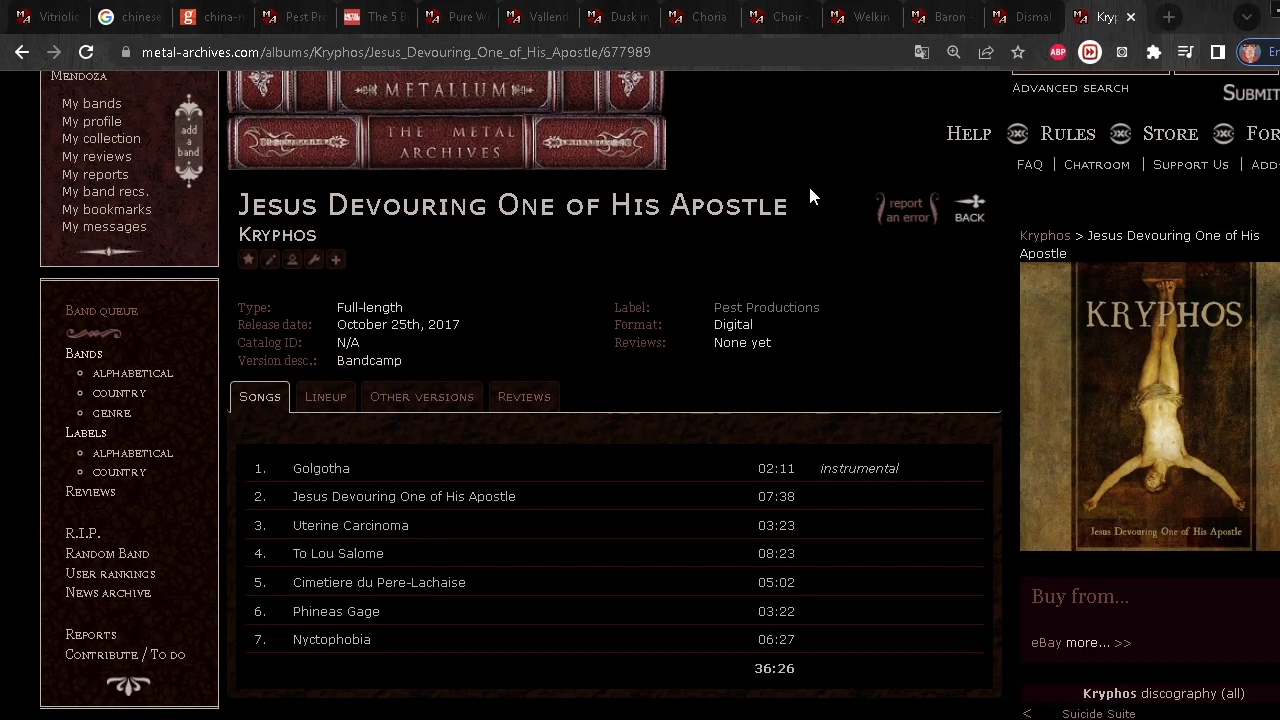 Vitriolic
chinese
china-n
Pest Pro
The 5 B
Pure W
Vallend
Dusk in
Choria
Choir -
Welkin
Baron -
Dismal
Kryp
metal-archives.com/albums/Kryphos/Jesus_Devouring_One_of_His_Apostle/677989
ABP
En
Mendoza
My bands
My profile
My collection
My reviews
My reports
My band recs.
My bookmarks
My messages
add
a
band
METALLUM
THE METAL
ARCHIVES
Advanced search
Submit
Help
Rules
Store
For
FAQ
Chatroom
Support Us
Add-
Jesus Devouring One of His Apostle
Kryphos
report
an error
BACK
Kryphos > Jesus Devouring One of His
Apostle
Type: Full-length
Release date: October 25th, 2017
Catalog ID: N/A
Version desc.: Bandcamp
Label: Pest Productions
Format: Digital
Reviews: None yet
KRYPHOS
Jesus Devouring One of His Apostle
Band queue
Bands
alphabetical
country
genre
Labels
alphabetical
country
Reviews
R.I.P.
Random Band
User rankings
News archive
Reports
Contribute / To do
Songs
Lineup
Other versions
Reviews
1. Golgotha 02:11 instrumental
2. Jesus Devouring One of His Apostle 07:38
3. Uterine Carcinoma 03:23
4. To Lou Salome 08:23
5. Cimetiere du Pere-Lachaise 05:02
6. Phineas Gage 03:22
7. Nyctophobia 06:27
36:26
Buy from...
eBay more... >>
Kryphos discography (all)
< Suicide Suite